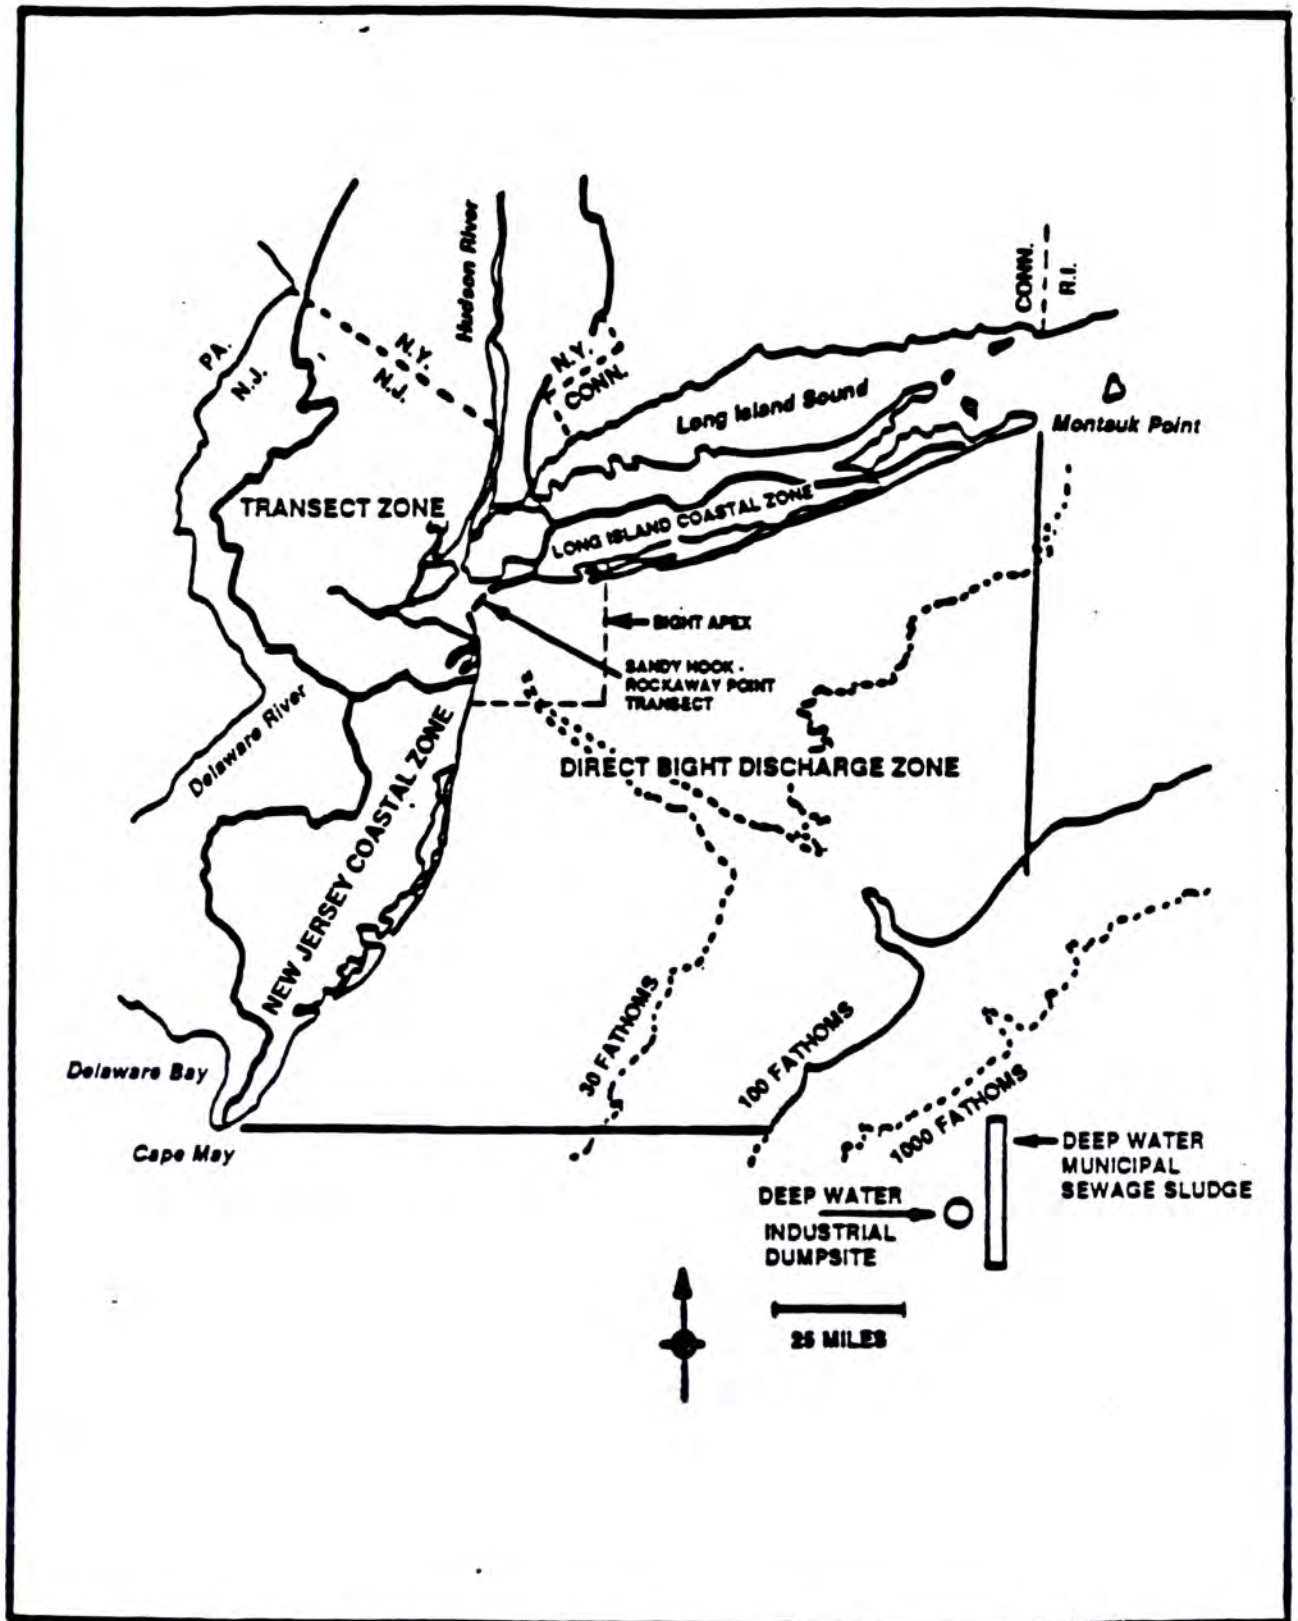 Hudson River
CONN.
R.I.
PA.
N.J.
N.Y.
N.J.
N.Y.
CONN.
Long Island Sound
Montauk Point
TRANSECT ZONE
LONG ISLAND COASTAL ZONE
BIGHT APEX
SANDY HOOK -
ROCKAWAY POINT
TRANSECT
Delaware River
DIRECT BIGHT DISCHARGE ZONE
NEW JERSEY COASTAL ZONE
30 FATHOMS
100 FATHOMS
1000 FATHOMS
Delaware Bay
Cape May
DEEP WATER
MUNICIPAL
SEWAGE SLUDGE
DEEP WATER
INDUSTRIAL
DUMPSITE
25 MILES